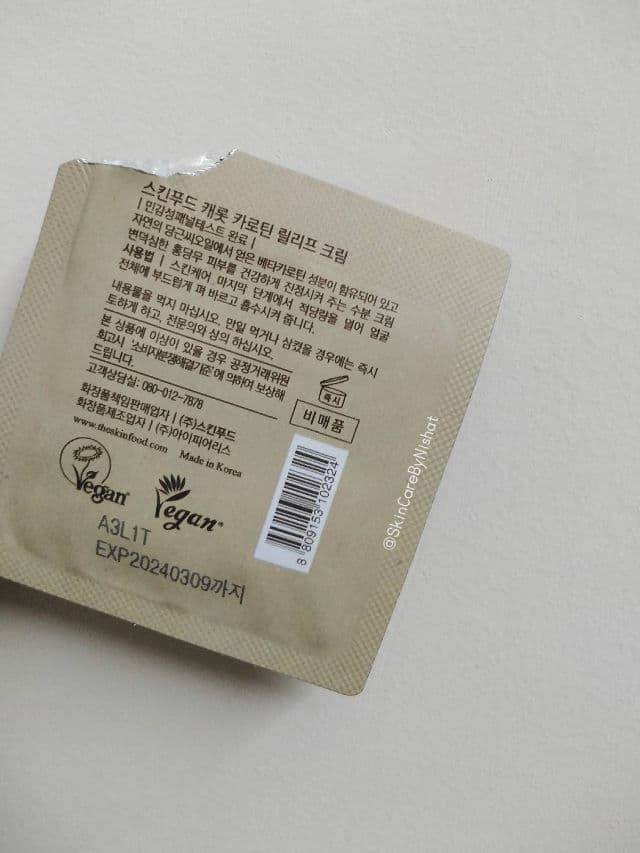 스킨푸드 캐롯 카로틴 릴리프 크림
| 민감성패널테스트 완료 |
자연의 당근씨오일에서 얻은 베타카로틴 성분이 함유되어 있고
변덕심한 홍당무 피부를 건강하게 진정시켜 주는 수분 크림
사용법 | 스킨케어 마지막 단계에서 적당량을 덜어 얼굴
전체에 부드럽게 펴 바르고 흡수시켜 줍니다.
내용물을 먹지 마십시오. 만일 먹거나 삼켰을 경우에는 즉시
토하게 하고, 전문의와 상의 하십시오.
본 상품에 이상이 있을 경우 공정거래위원
회고시 '소비자분쟁해결기준'에 의하여 보상해
드립니다.
고객상담실: 080-012-7878
화장품책임판매업자 | (주)스킨푸드
화장품제조업자 | (주)아이피어리스
www.theskinfood.com Made in Korea
즉시
비매품
Vegan
Vegan
8 809153 102324
A3L1T
EXP20240309까지
@SkinCareByNishat